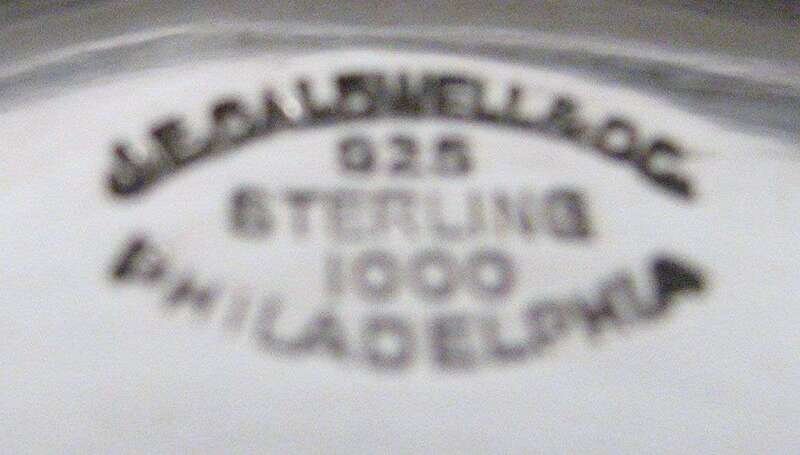 J.E. CALDWELL & CO.
925
STERLING
1000
PHILADELPHIA